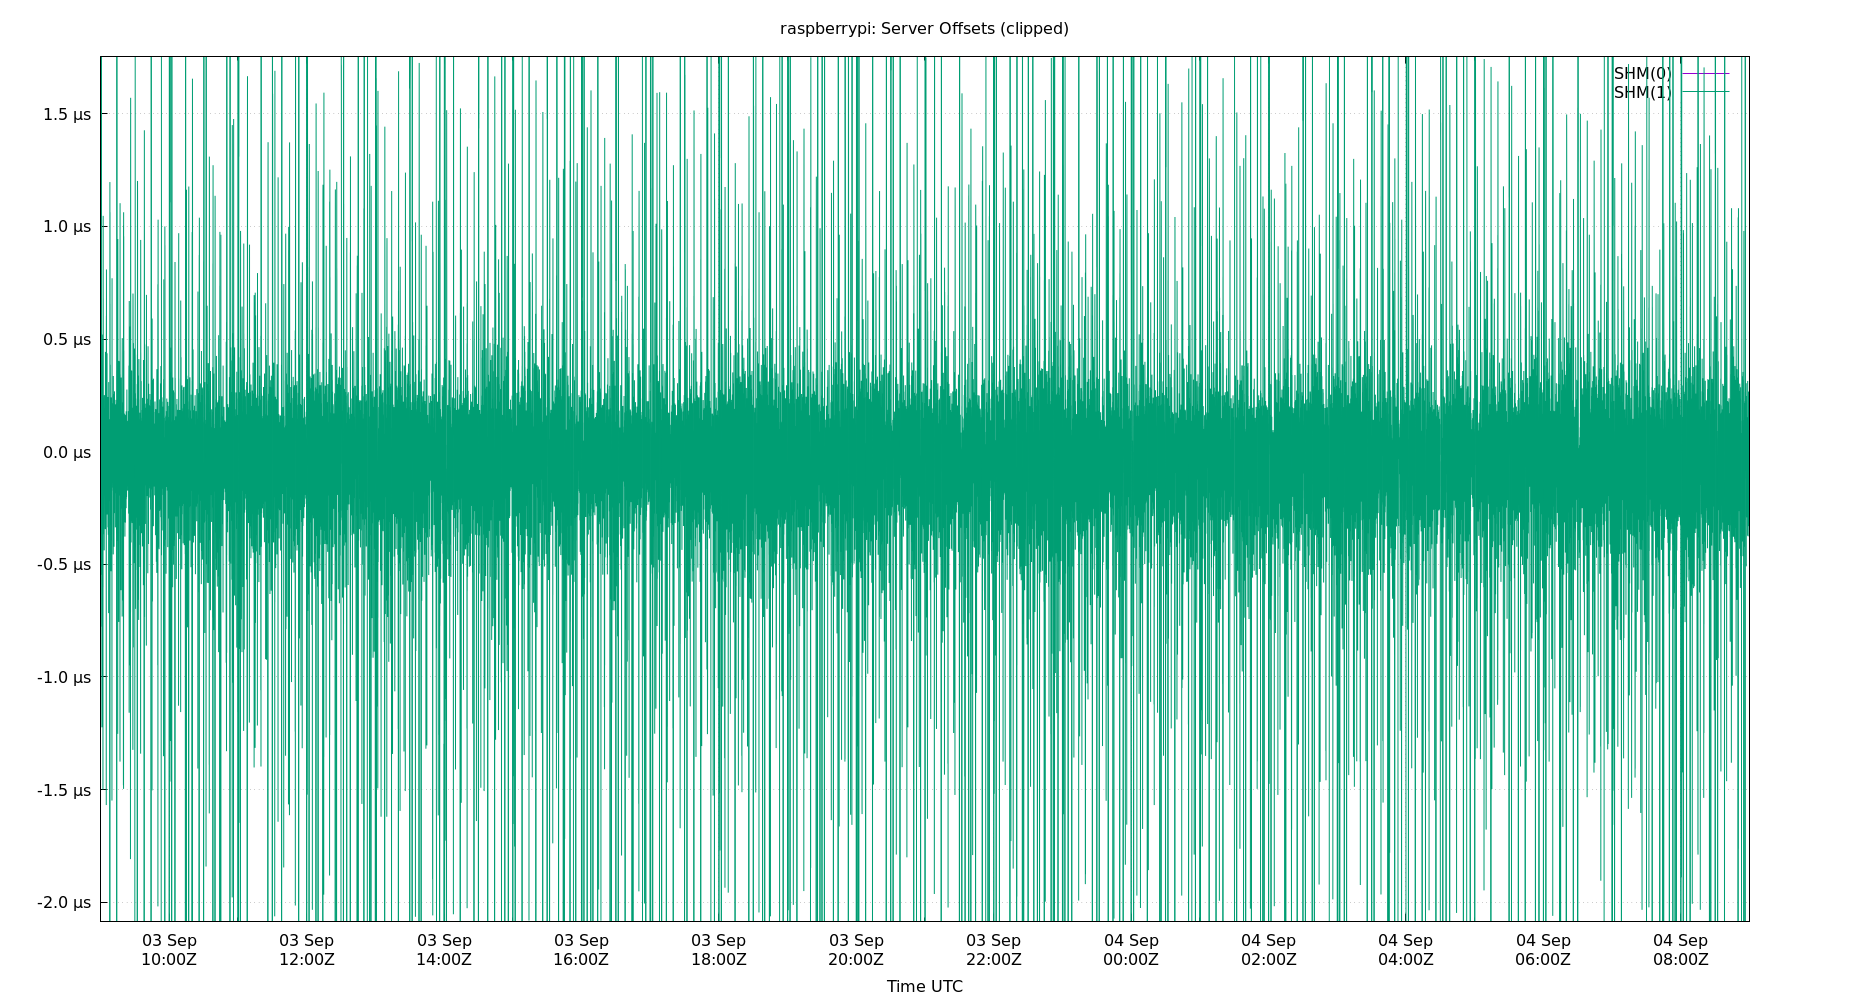 raspberrypi: Server Offsets (clipped)
SHM(0)
SHM(1)
1.5 µs
1.0 µs
0.5 µs
0.0 µs
-0.5 µs
-1.0 µs
-1.5 µs
-2.0 µs
03 Sep 03 Sep 03 Sep 03 Sep 03 Sep 03 Sep 03 Sep 04 Sep 04 Sep 04 Sep 04 Sep 04 Sep
10:00Z 12:00Z 14:00Z 16:00Z 18:00Z 20:00Z 22:00Z 00:00Z 02:00Z 04:00Z 06:00Z 08:00Z
Time UTC